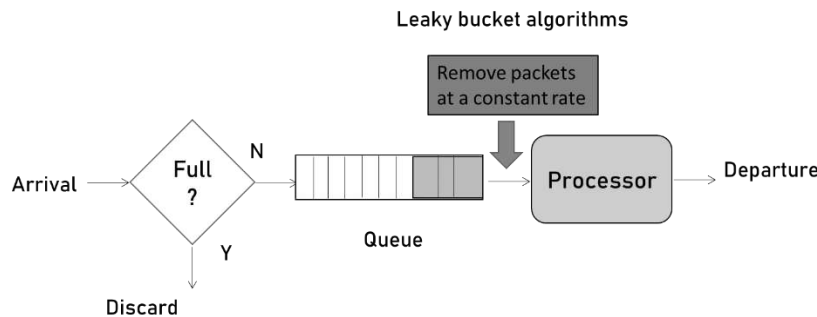 Leaky bucket algorithms
Remove packets
at a constant rate
N
Arrival
Full
?
Processor
Departure
Queue
Y
Discard